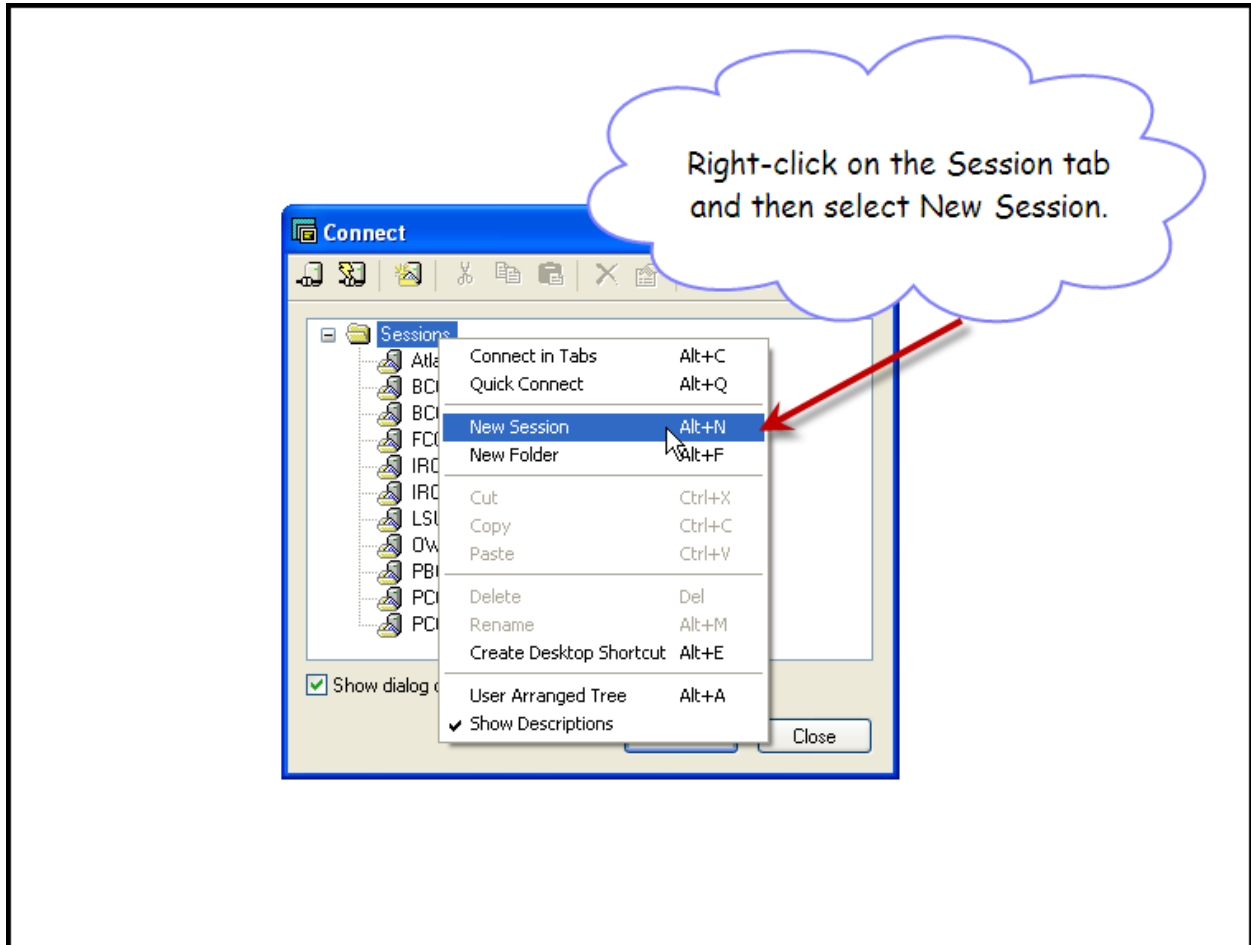 Right-click on the Session tab
and then select New Session.
Connect
Sessions
Connect in Tabs Alt+C
Quick Connect Alt+Q
New Session Alt+N
New Folder Alt+F
Cut Ctrl+X
Copy Ctrl+C
Paste Ctrl+V
Delete Del
Rename Alt+M
Create Desktop Shortcut Alt+E
User Arranged Tree Alt+A
Show Descriptions
Show dialog
Close